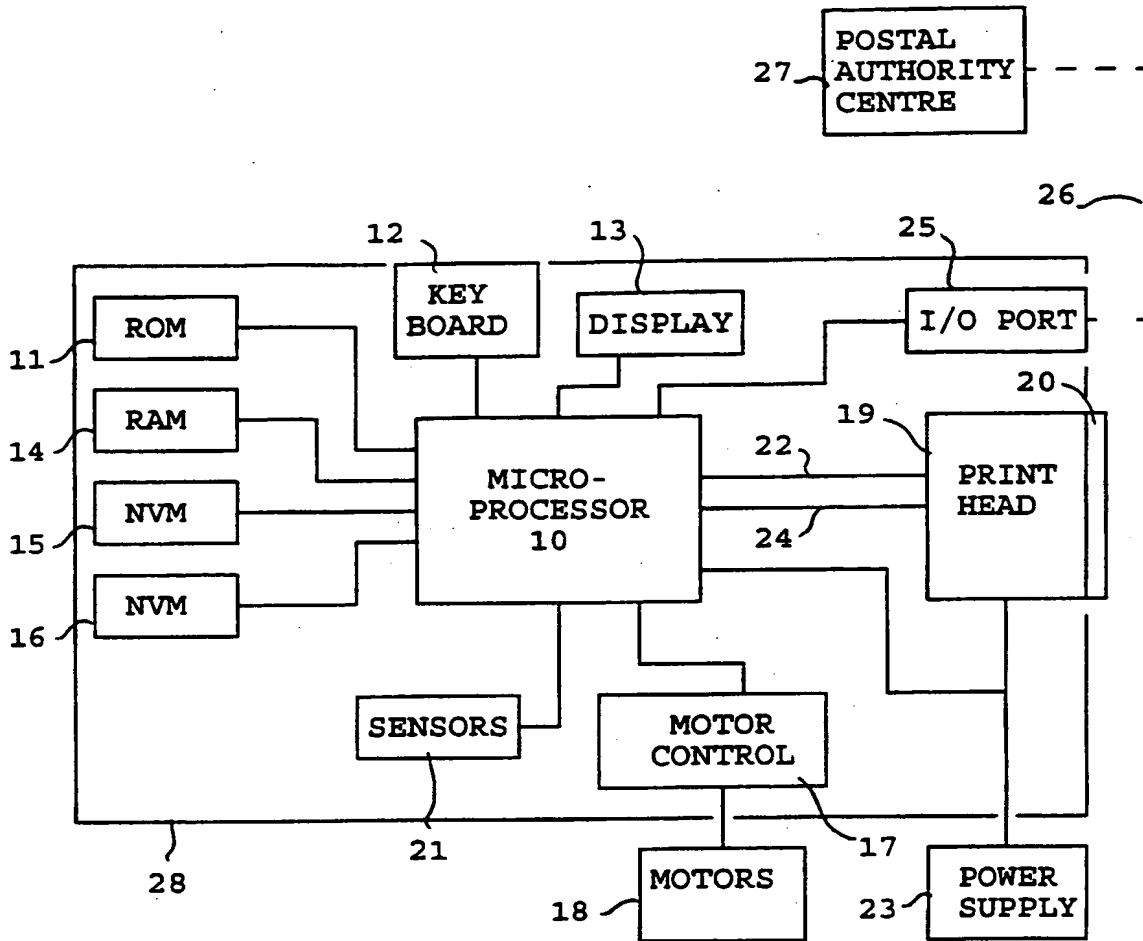 POSTAL
AUTHORITY
CENTRE
27
26
12
13
25
KEY
BOARD
DISPLAY
I/O PORT
ROM
11
20
19
RAM
14
22
PRINT
HEAD
MICRO-
PROCESSOR
10
NVM
15
24
NVM
16
SENSORS
21
MOTOR
CONTROL
17
28
MOTORS
18
POWER
SUPPLY
23